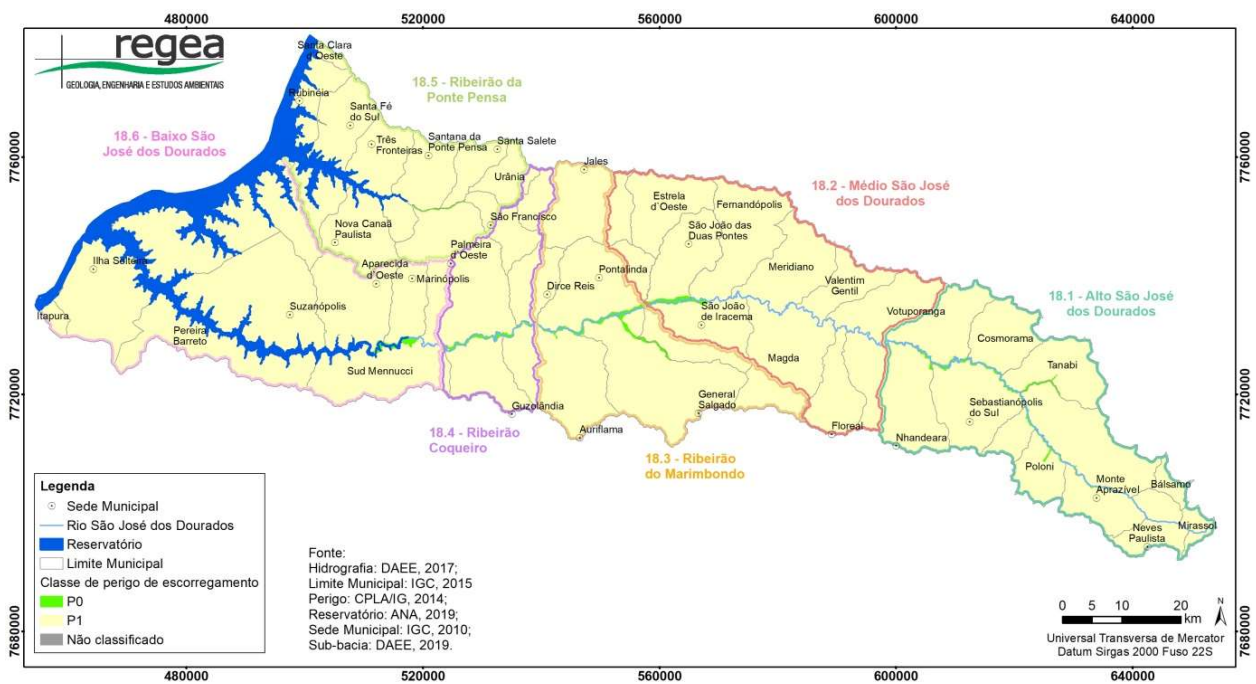 480000
520000
560000
600000
640000
regea
GEOLOGIA, ENGENHARIA E ESTUDOS AMBIENTAIS
7760000
7720000
7680000
7760000
7720000
7680000
18.5 - Ribeirão da
Ponte Pensa
18.6 - Baixo São
José dos Dourados
18.2 - Médio São José
dos Dourados
18.1 - Alto São José
dos Dourados
18.4 - Ribeirão
Coqueiro
18.3 - Ribeirão
do Marimbondo
Santa Clara
d'Oeste
Rubinéia
Santa Fé
do Sul
Três
Fronteiras
Santana da
Ponte Pensa
Santa Salete
Urânia
Jales
Estrela
d'Oeste
Fernandópolis
São Francisco
São João das
Duas Pontes
Nova Canaã
Paulista
Palmeira
d'Oeste
Ilha Solteira
Aparecida
d'Oeste
Marinópolis
Pontalinda
Meridiano
Valentim
Gentil
Dirce Reis
Suzanápolis
Itapura
São João
de Iracema
Votuporanga
Cosmorama
Pereira
Barreto
Magda
Tanabi
Sud Mennucci
General
Salgado
Sebastianópolis
do Sul
Guzolândia
Auriflama
Floreal
Nhandeara
Poloni
Monte
Aprazível
Bálsamo
Neves
Paulista
Mirassol
Legenda
Sede Municipal
Rio São José dos Dourados
Reservatório
Limite Municipal
Classe de perigo de escorregamento
P0
P1
Não classificado
Fonte:
Hidrografia: DAEE, 2017;
Limite Municipal: IGC, 2015
Perigo: CPLA/IG, 2014;
Reservatório: ANA, 2019;
Sede Municipal: IGC, 2010;
Sub-bacia: DAEE, 2019.
0 5 10 20
km
N
Universal Transversa de Mercator
Datum Sirgas 2000 Fuso 22S
480000
520000
560000
600000
640000